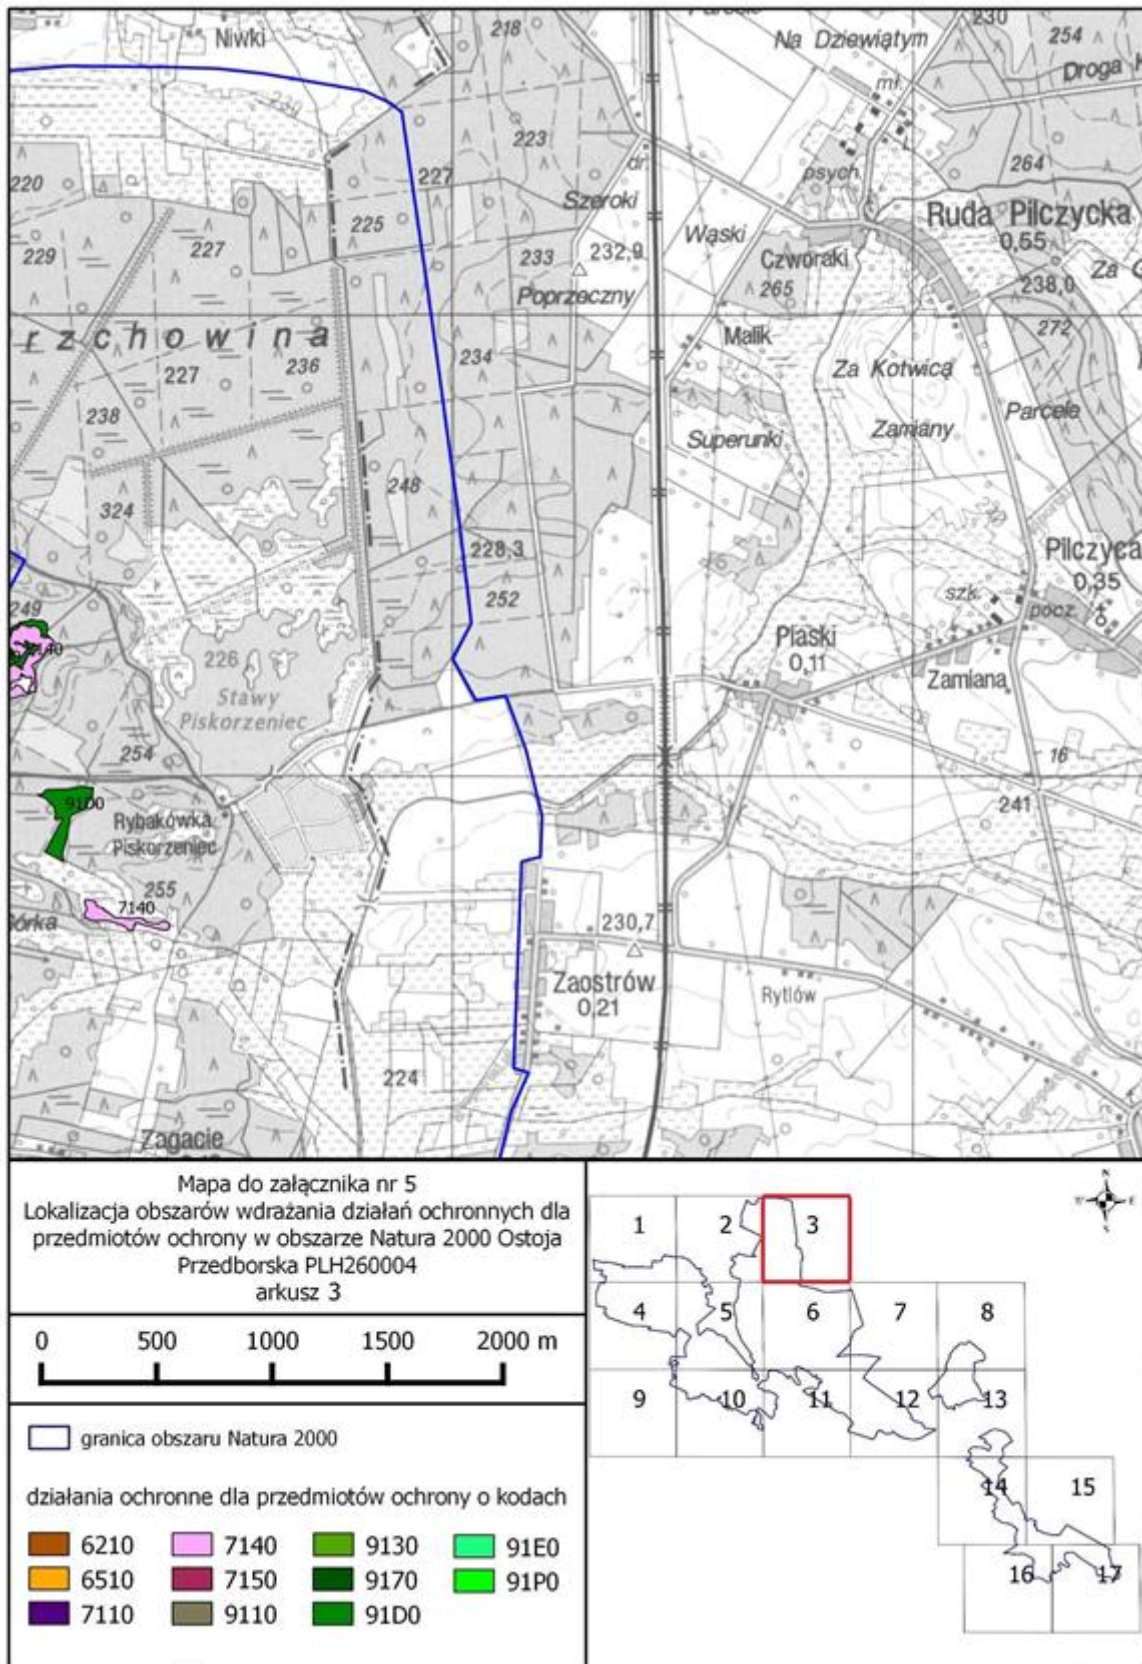 Niwki
218
Na Dziewiątym
230
254
Droga
220
223
mł.
227
dr.
psych.
264
Szeroki
225
Ruda Pilczycka
0,55
229
227
233
232,9
Wąski
Czworaki
265
Za
238,0
Poprzeczny
rzchowina
236
234
Malik
272
227
Za Kotwicą
238
Parcele
Superunki
Zamiany
324
248
228,3
Pilczyca
0,35
249
252
szk.
pocz.
7140
226
Piaski
0,11
Stawy
Piskorzeniec
Zamiana
254
16
91D0
241
Rybakówka
Piskorzeniec
255
7140
órka
230,7
Zaostrów
0,21
Rytlów
224
Zagacie
Mapa do załącznika nr 5
Lokalizacja obszarów wdrażania działań ochronnych dla
przedmiotów ochrony w obszarze Natura 2000 Ostoja
Przedborska PLH260004
arkusz 3
0 500 1000 1500 2000 m
granica obszaru Natura 2000
działania ochronne dla przedmiotów ochrony o kodach
6210 7140 9130 91E0
6510 7150 9170 91P0
7110 9110 91D0
N
E
S
1 2 3
4 5 6 7 8
9 10 11 12 13
14 15
16 17